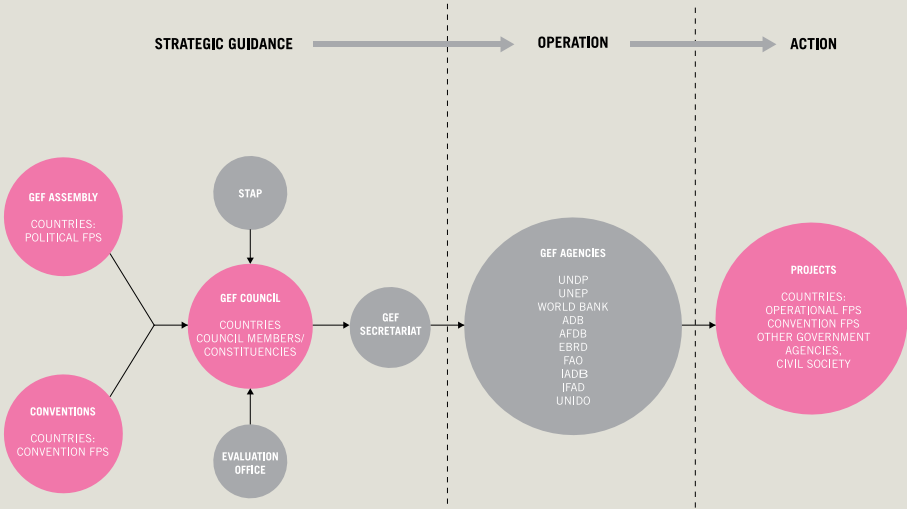 STRATEGIC GUIDANCE
OPERATION
ACTION
GEF ASSEMBLY
COUNTRIES:
POLITICAL FPS
STAP
GEF COUNCIL
COUNTRIES
COUNCIL MEMBERS/
CONSTITUENCIES
GEF
SECRETARIAT
CONVENTIONS
COUNTRIES:
CONVENTION FPS
EVALUATION
OFFICE
GEF AGENCIES
UNDP
UNEP
WORLD BANK
ADB
AFDB
EBRD
FAO
IADB
IFAD
UNIDO
PROJECTS
COUNTRIES:
OPERATIONAL FPS
CONVENTION FPS
OTHER GOVERNMENT
AGENCIES,
CIVIL SOCIETY